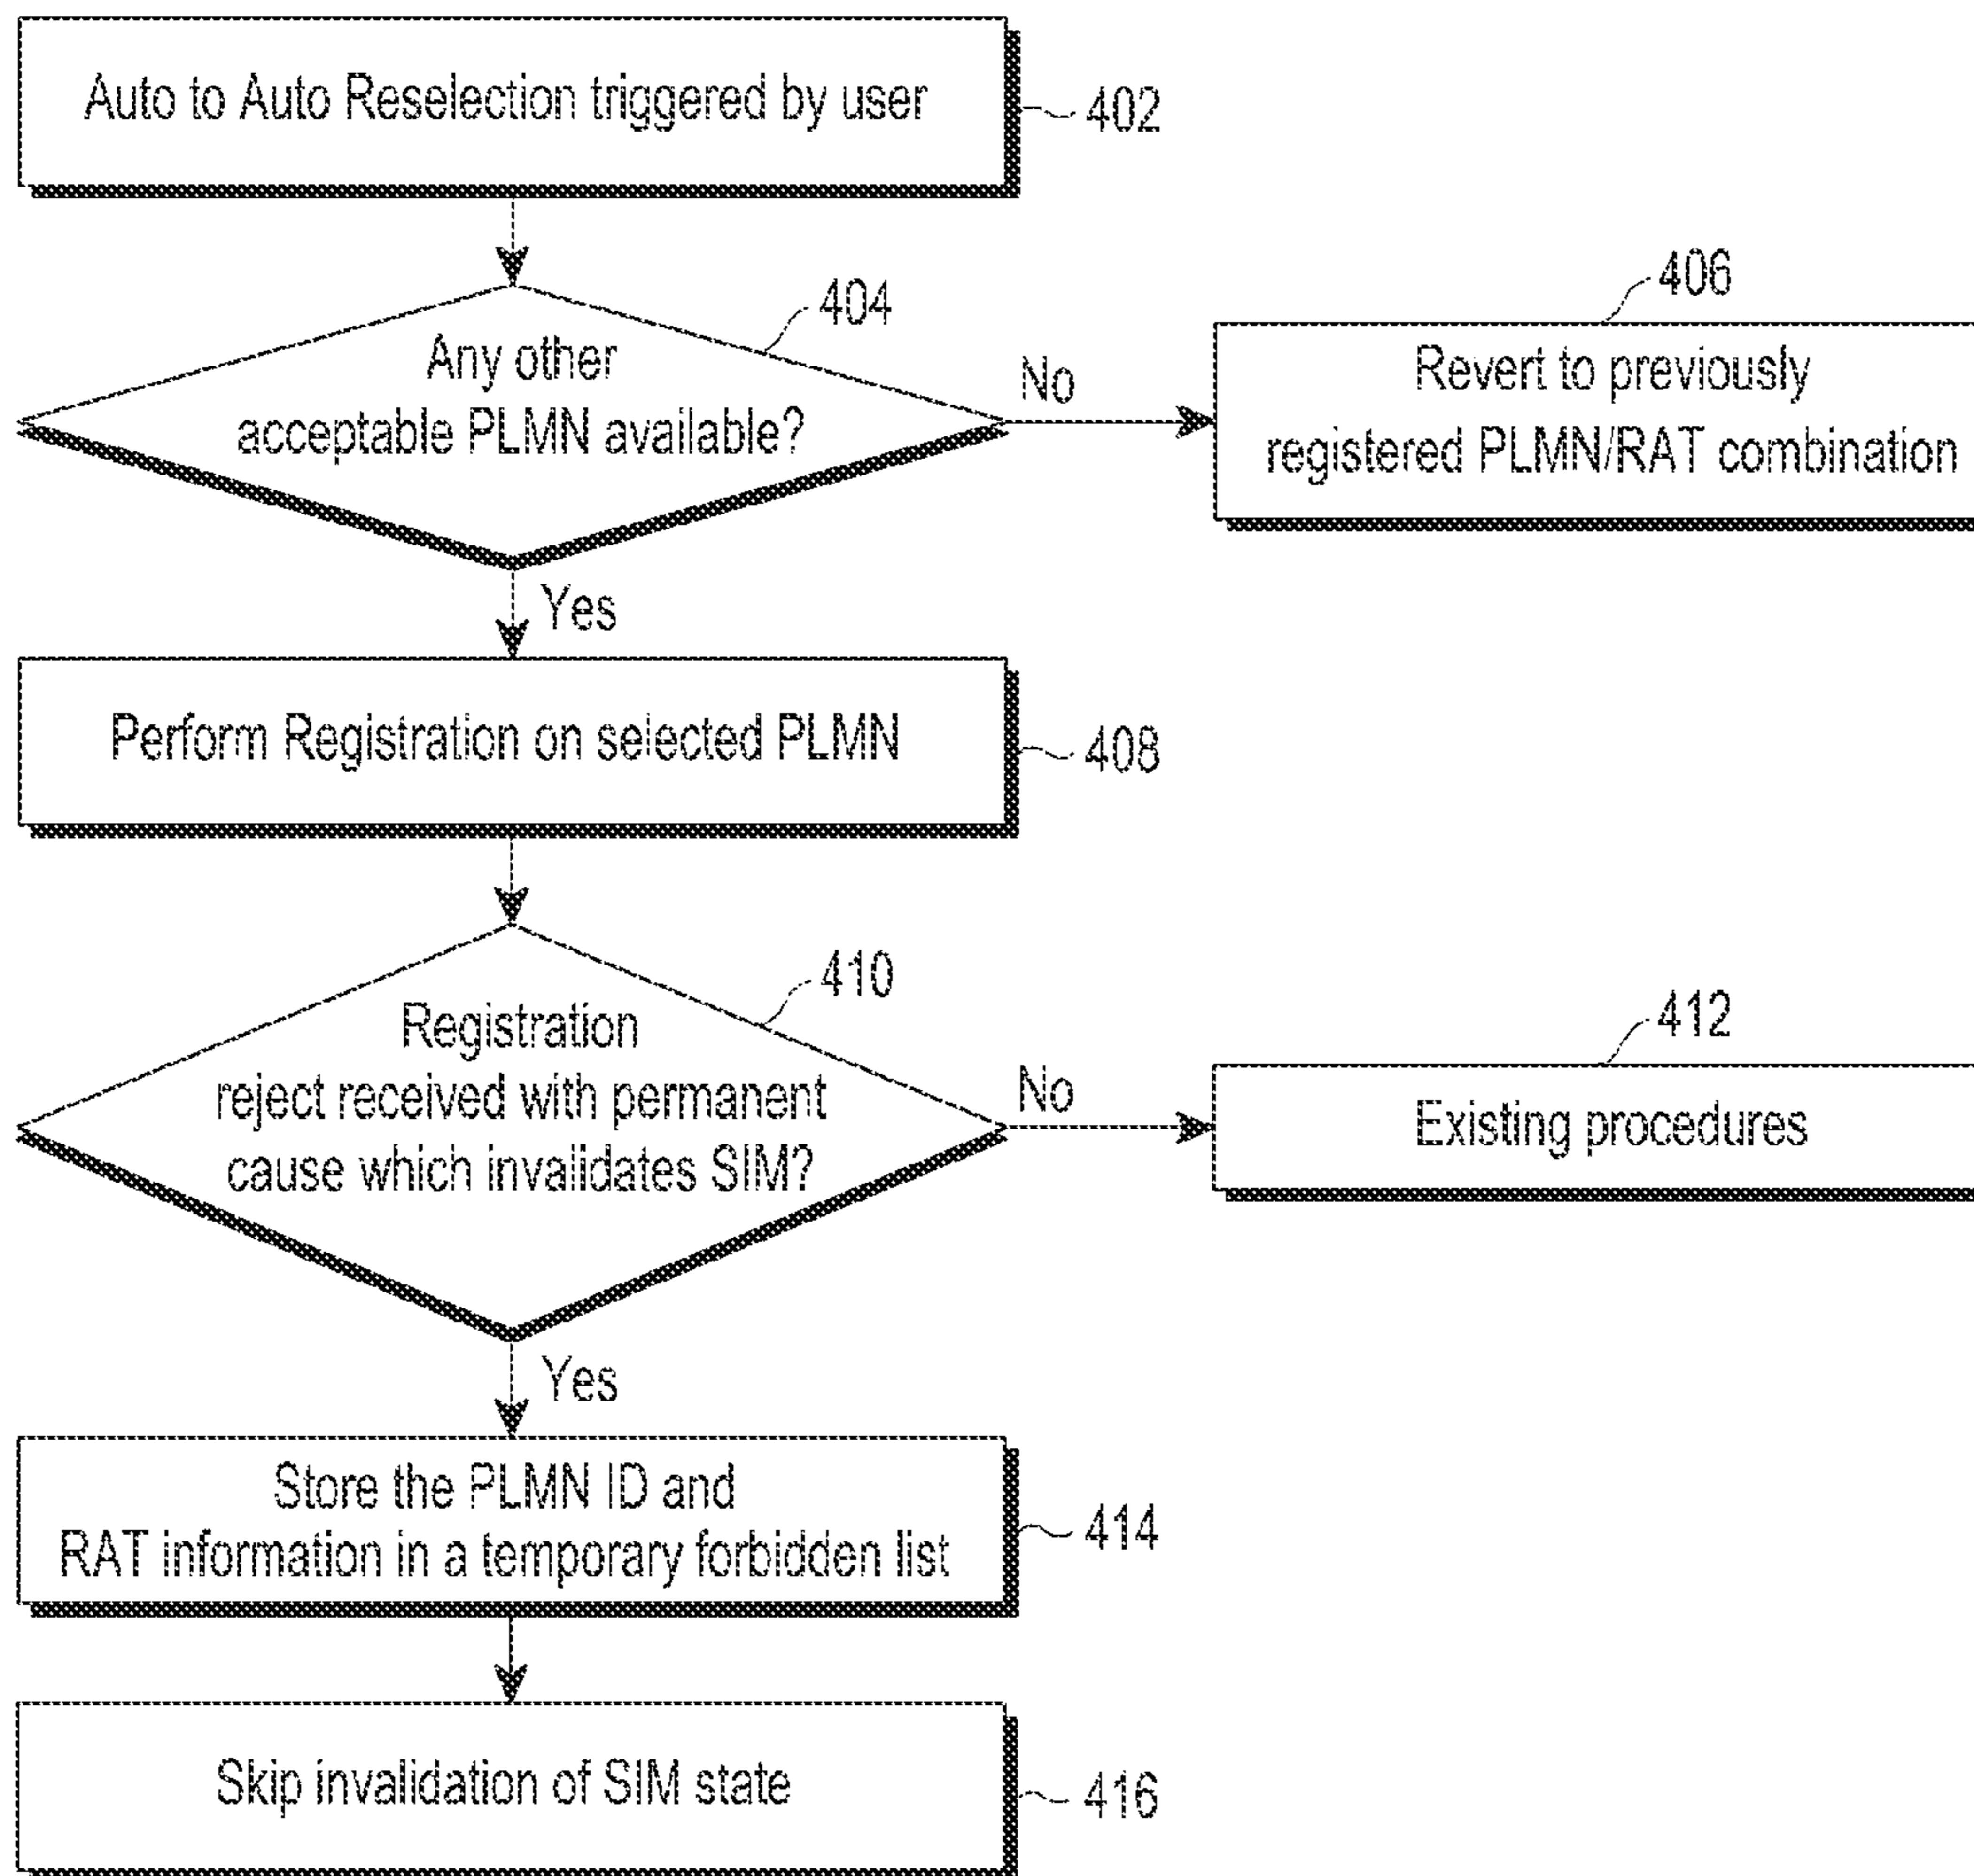 Auto to Auto Reselection triggered by user
402
404
Any other
acceptable PLMN available?
No
406
Revert to previously
registered PLMN/RAT combination
Yes
Perform Registration on selected PLMN
408
410
Registration
reject received with permanent
cause which invalidates SIM?
No
412
Existing procedures
Yes
Store the PLMN ID and
RAT information in a temporary forbidden list
414
Skip invalidation of SIM state
416